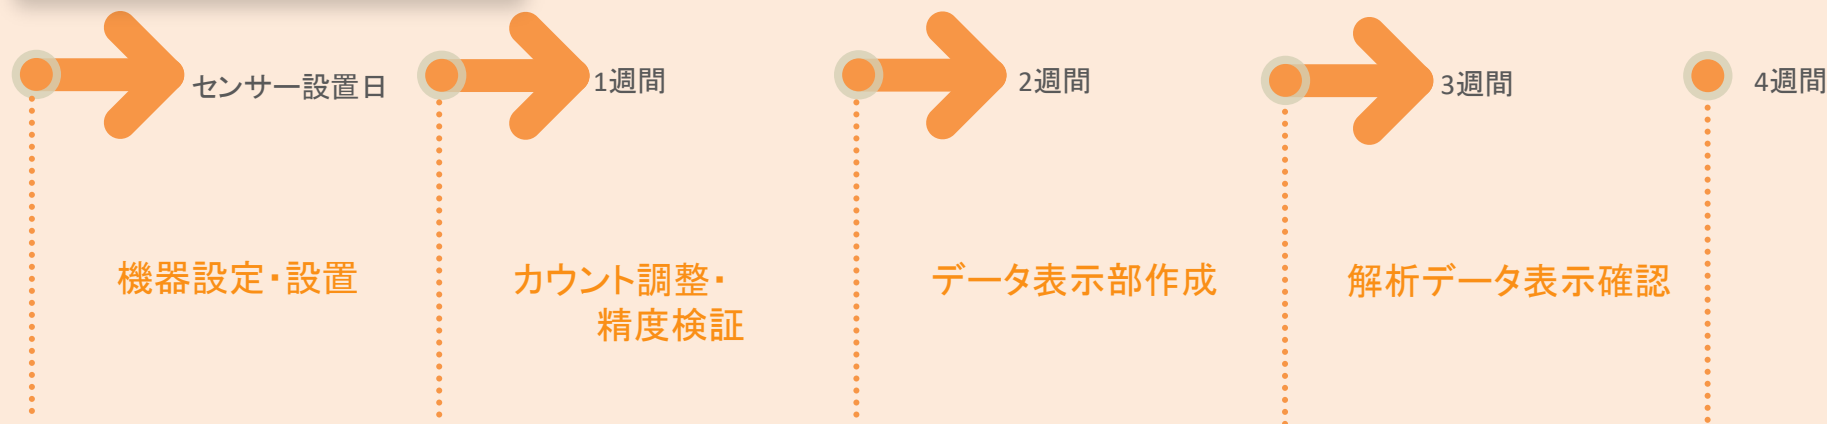 センサー設置日
1週間
2週間
3週間
4週間
機器設定・設置
カウント調整・
精度検証
データ表示部作成
解析データ表示確認